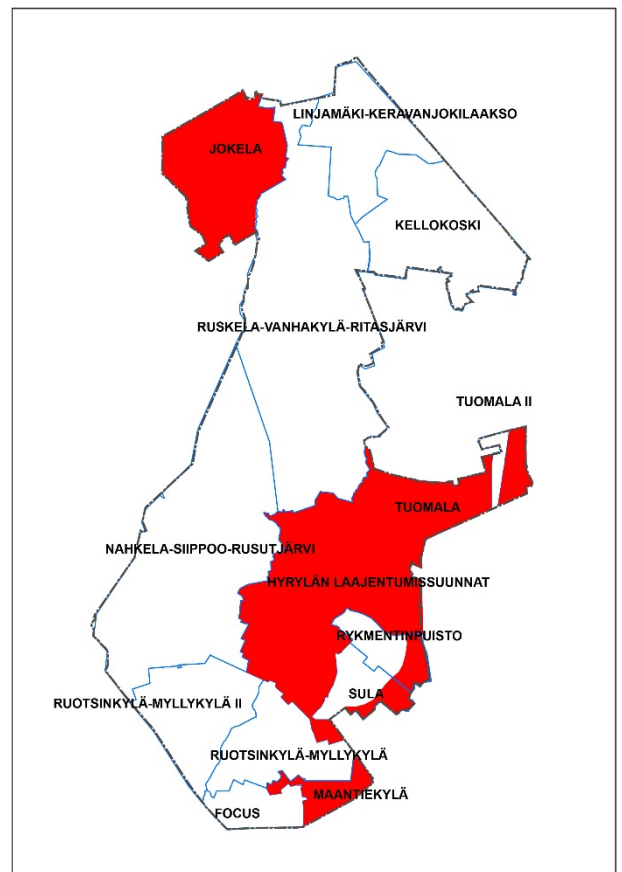 LINJAMÄKI-KERAVANJOKILAAKSO
JOKELA
KELLOKOSKI
RUSKELA-VANHAKYLÄ-RITASJÄRVI
TUOMALA II
TUOMALA
NAHKELA-SIIPPOO-RUSUTJÄRVI
HYRYLÄN LAAJENTUMISSUUNNAT
RYKMENTINPUISTO
SULA
RUOTSINKYLÄ-MYLLYKYLÄ II
RUOTSINKYLÄ-MYLLYKYLÄ
MAANTIEKYLÄ
FOCUS